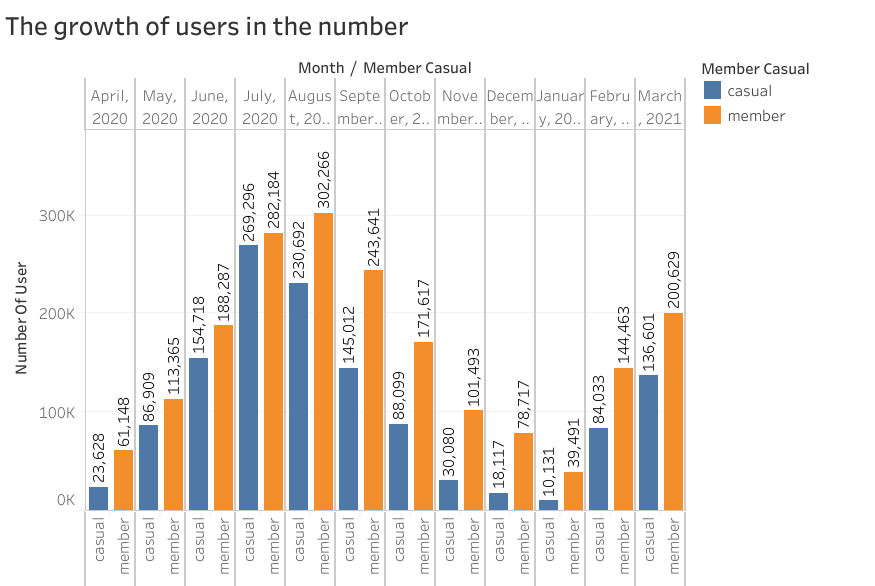 The growth of users in the number
Month / Member Casual
Member Casual
casual
member
April, 2020
May, 2020
June, 2020
July, 2020
Augus t, 20..
Septe mber..
Octob er, 2..
Nove mber..
Decem ber, ..
Januar y, 20..
Febru ary, ..
March , 2021
Number Of User
300K
200K
100K
0K
23,628
61,148
86,909
113,365
154,718
188,287
269,296
282,184
230,692
302,266
145,012
243,641
88,099
171,617
30,080
101,493
18,117
78,717
10,131
39,491
84,033
144,463
136,601
200,629
casual
member
casual
member
casual
member
casual
member
casual
member
casual
member
casual
member
casual
member
casual
member
casual
member
casual
member
casual
member